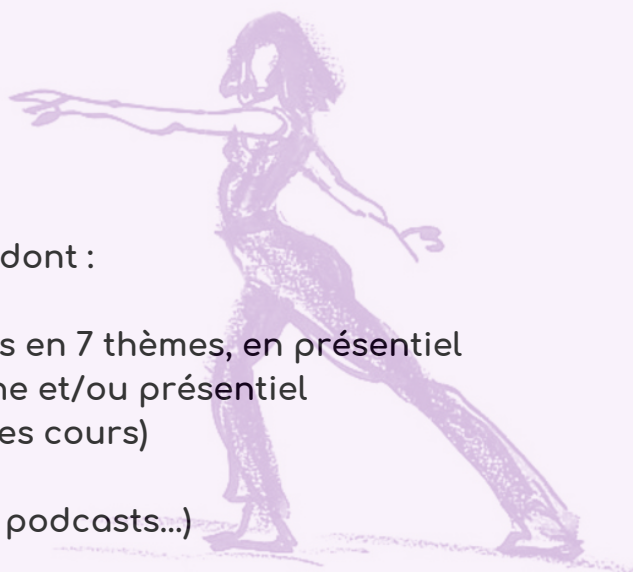 dont :
s en 7 thèmes, en présentiel
ne et/ou présentiel
es cours)
podcasts...)